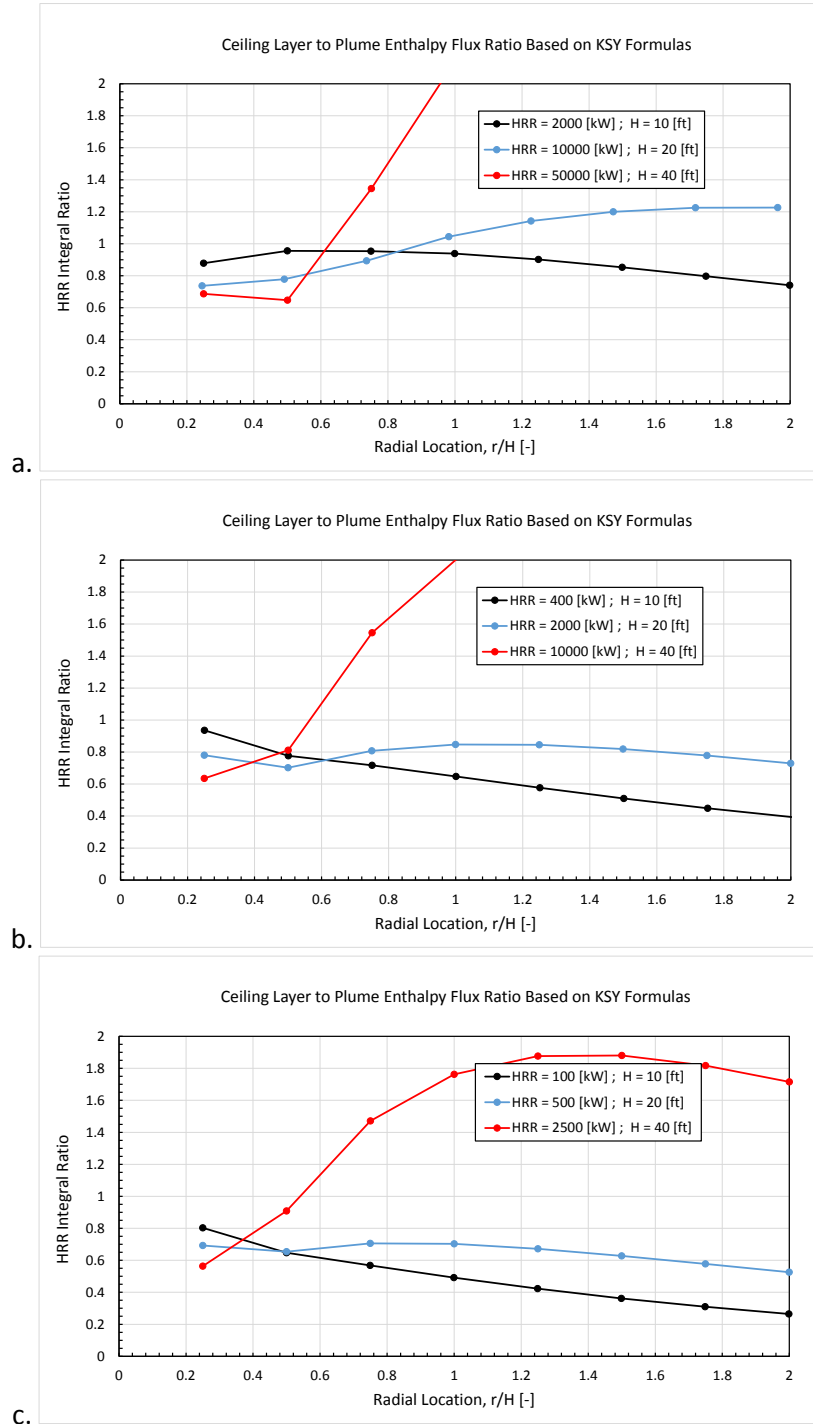 Ceiling Layer to Plume Enthalpy Flux Ratio Based on KSY Formulas
2
1.8
1.6
1.4
1.2
1
0.8
0.6
0.4
0.2
0
HRR Integral Ratio
HRR = 2000 [kW] ; H = 10 [ft]
HRR = 10000 [kW] ; H = 20 [ft]
HRR = 50000 [kW] ; H = 40 [ft]
0 0.2 0.4 0.6 0.8 1 1.2 1.4 1.6 1.8 2
Radial Location, r/H [-]
a.
Ceiling Layer to Plume Enthalpy Flux Ratio Based on KSY Formulas
2
1.8
1.6
1.4
1.2
1
0.8
0.6
0.4
0.2
0
HRR Integral Ratio
HRR = 400 [kW] ; H = 10 [ft]
HRR = 2000 [kW] ; H = 20 [ft]
HRR = 10000 [kW] ; H = 40 [ft]
0 0.2 0.4 0.6 0.8 1 1.2 1.4 1.6 1.8 2
Radial Location, r/H [-]
b.
Ceiling Layer to Plume Enthalpy Flux Ratio Based on KSY Formulas
2
1.8
1.6
1.4
1.2
1
0.8
0.6
0.4
0.2
0
HRR Integral Ratio
HRR = 100 [kW] ; H = 10 [ft]
HRR = 500 [kW] ; H = 20 [ft]
HRR = 2500 [kW] ; H = 40 [ft]
0 0.2 0.4 0.6 0.8 1 1.2 1.4 1.6 1.8 2
Radial Location, r/H [-]
c.